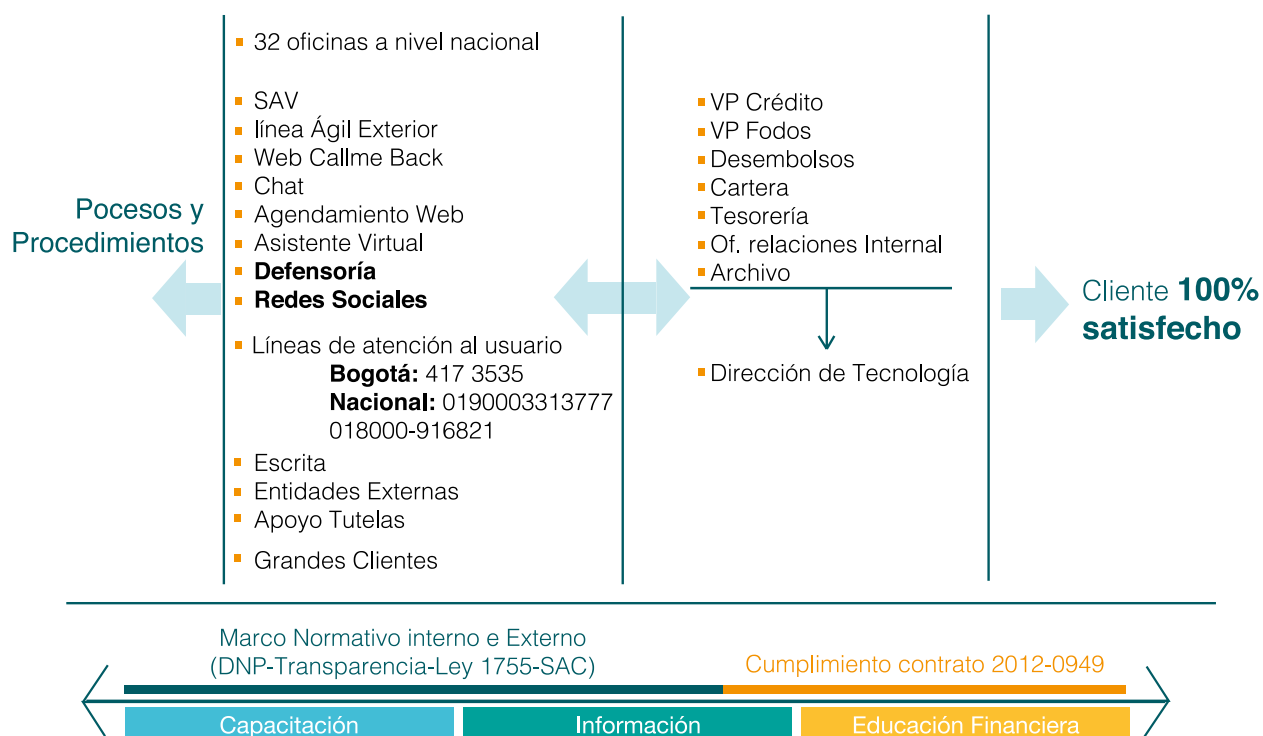 Pocesos y
Procedimientos
32 oficinas a nivel nacional
SAV
línea Ágil Exterior
Web Callme Back
Chat
Agendamiento Web
Asistente Virtual
Defensoría
Redes Sociales
Líneas de atención al usuario
Bogotá: 417 3535
Nacional: 0190003313777
018000-916821
Escrita
Entidades Externas
Apoyo Tutelas
Grandes Clientes
VP Crédito
VP Fodos
Desembolsos
Cartera
Tesorería
Of. relaciones Internal
Archivo
Dirección de Tecnología
Cliente 100%
satisfecho
Marco Normativo interno e Externo
(DNP-Transparencia-Ley 1755-SAC)
Cumplimiento contrato 2012-0949
Capacitación
Información
Educación Financiera